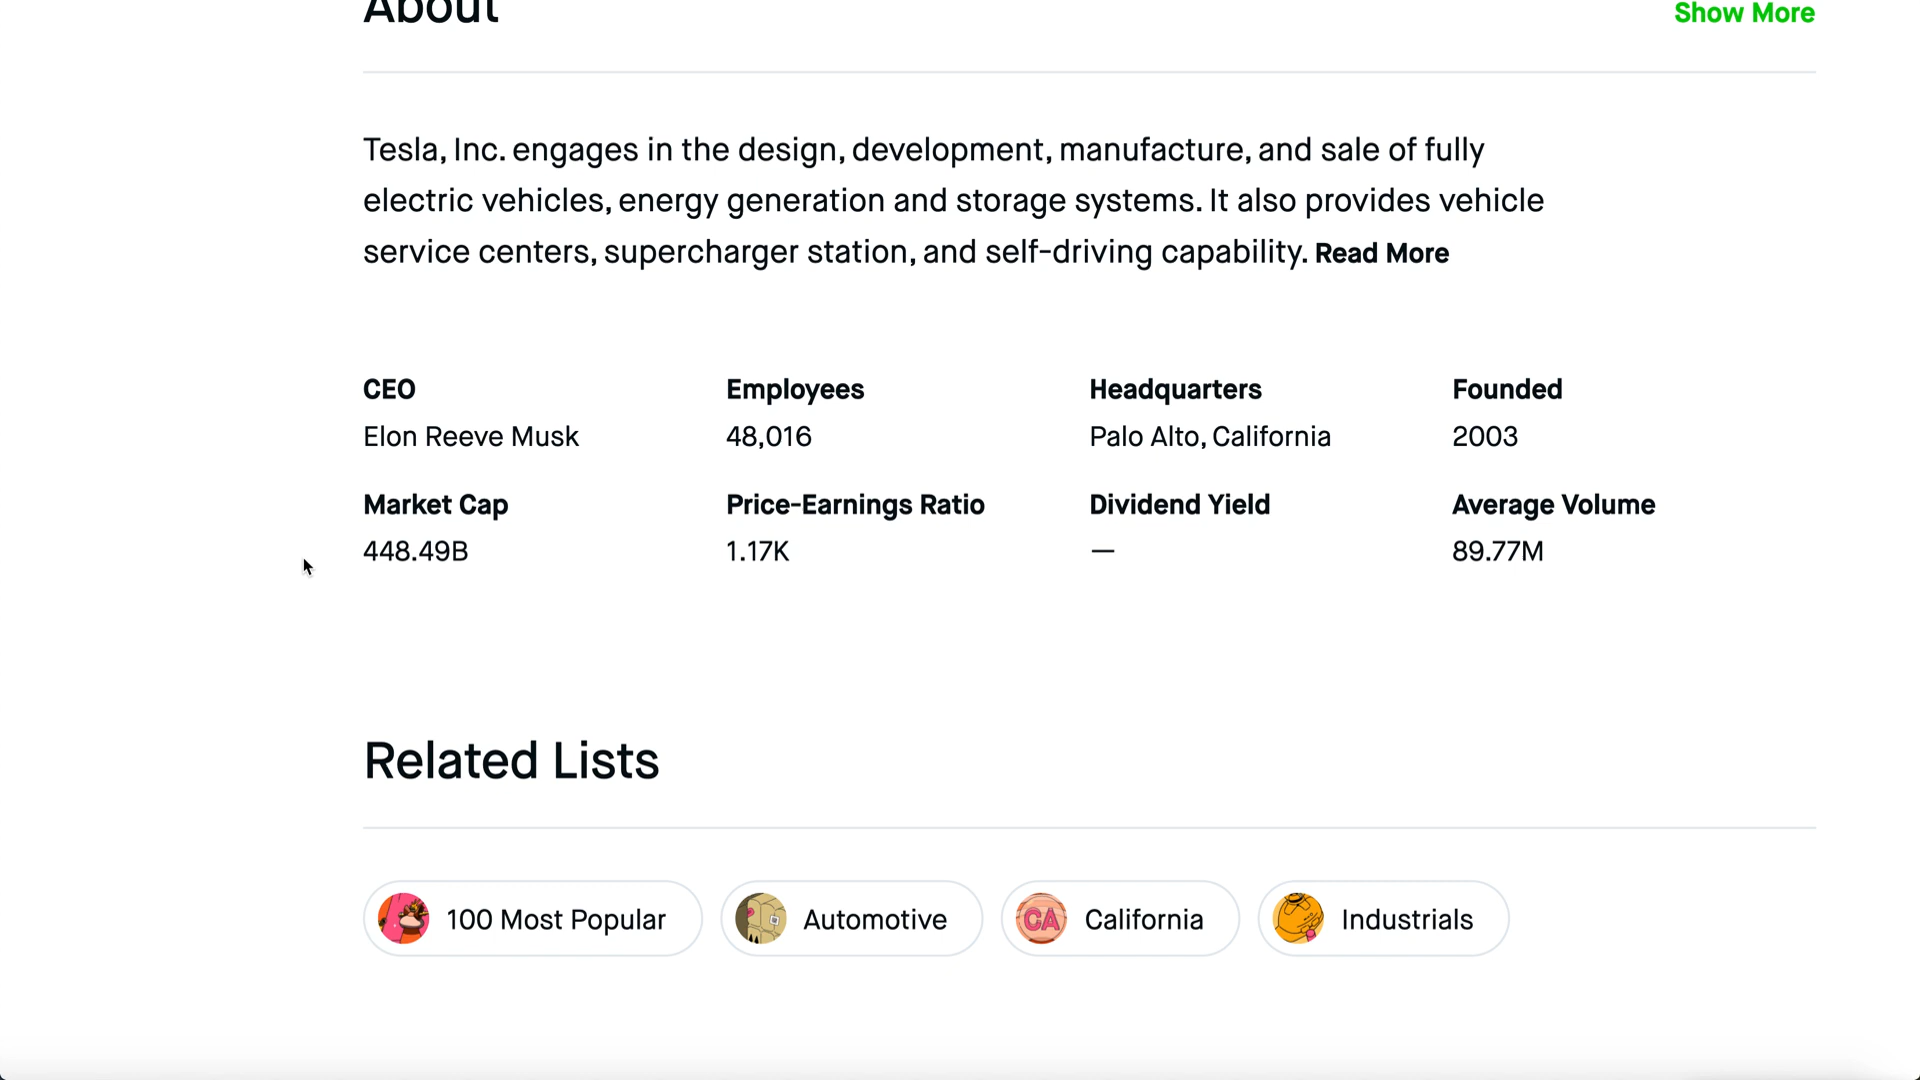 About
Show More
Tesla, Inc. engages in the design, development, manufacture, and sale of fully
electric vehicles, energy generation and storage systems. It also provides vehicle
service centers, supercharger station, and self-driving capability. Read More
CEO
Employees
Headquarters
Founded
Elon Reeve Musk
48,016
Palo Alto, California
2003
Market Cap
Price-Earnings Ratio
Dividend Yield
Average Volume
448.49B
1.17K
—
89.77M
Related Lists
100 Most Popular
Automotive
CA
California
Industrials